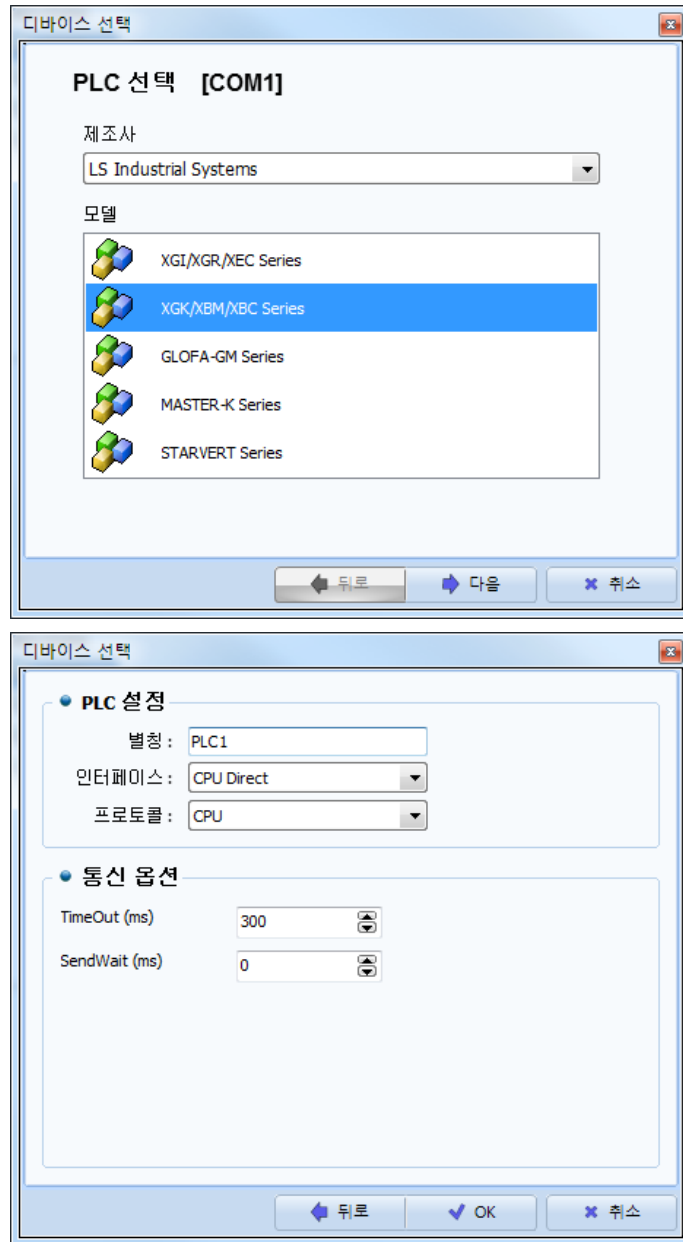 디바이스 선택
PLC 선택 [COM1]
제조사
LS Industrial Systems
모델
XGI/XGR/XEC Series
XGK/XBM/XBC Series
GLOFA-GM Series
MASTER-K Series
STARVERT Series
뒤로 다음 취소
디바이스 선택
PLC 설정
별칭 : PLC1
인터페이스 : CPU Direct
프로토콜 : CPU
통신 옵션
TimeOut (ms) 300
SendWait (ms) 0
뒤로 OK 취소